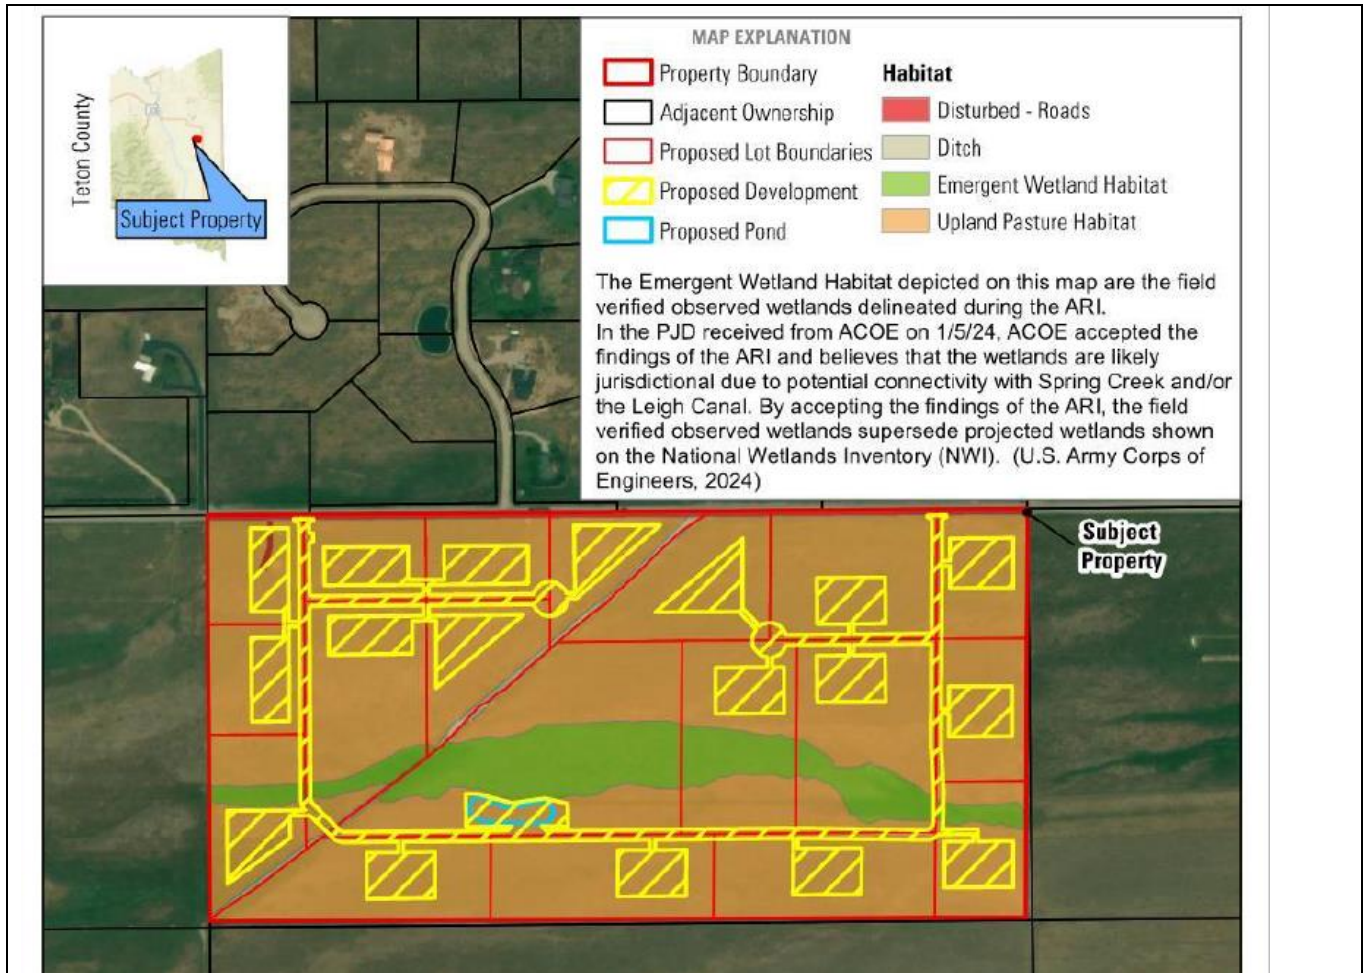 Teton County
Subject Property
MAP EXPLANATION
Property Boundary
Adjacent Ownership
Proposed Lot Boundaries
Proposed Development
Proposed Pond
Habitat
Disturbed - Roads
Ditch
Emergent Wetland Habitat
Upland Pasture Habitat
The Emergent Wetland Habitat depicted on this map are the field
verified observed wetlands delineated during the ARI.
In the PJD received from ACOE on 1/5/24, ACOE accepted the
findings of the ARI and believes that the wetlands are likely
jurisdictional due to potential connectivity with Spring Creek and/or
the Leigh Canal. By accepting the findings of the ARI, the field
verified observed wetlands supersede projected wetlands shown
on the National Wetlands Inventory (NWI). (U.S. Army Corps of
Engineers, 2024)
Subject
Property